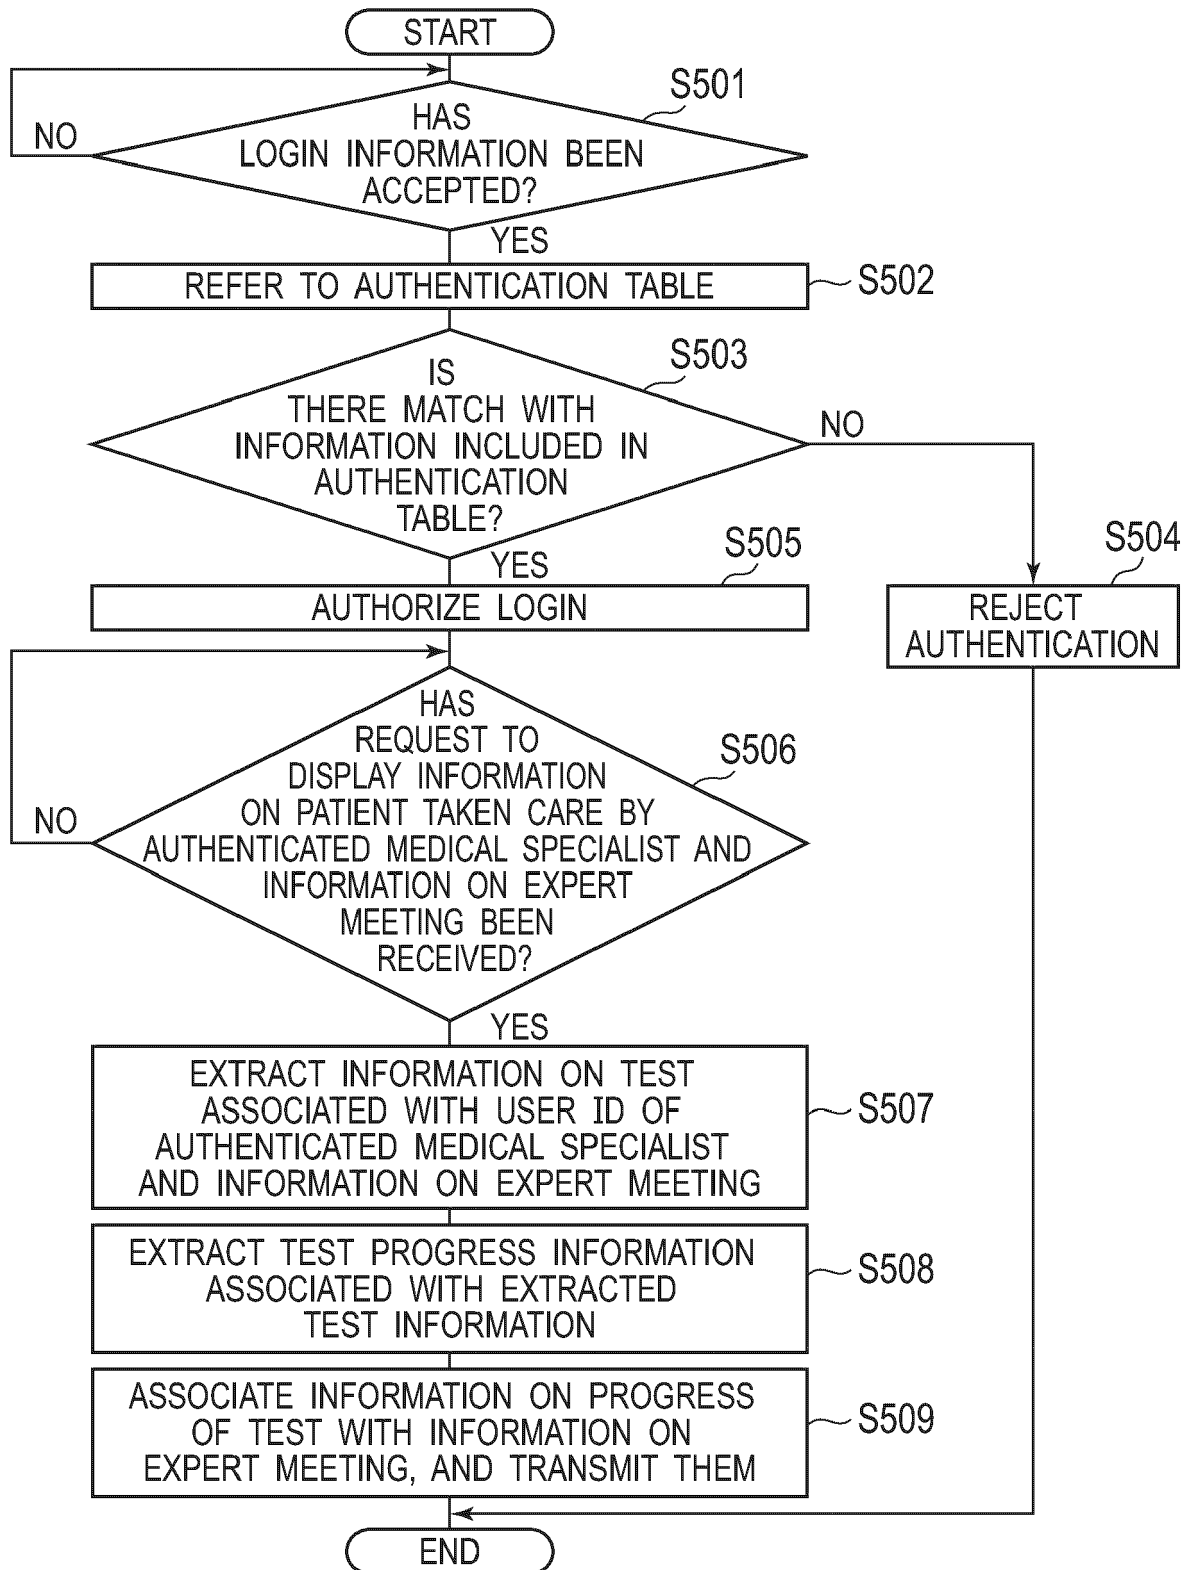 START
S501
HAS
LOGIN INFORMATION BEEN
ACCEPTED?
NO
YES
REFER TO AUTHENTICATION TABLE
S502
S503
IS
THERE MATCH WITH
INFORMATION INCLUDED IN
AUTHENTICATION
TABLE?
NO
YES
S505
AUTHORIZE LOGIN
S504
REJECT
AUTHENTICATION
S506
HAS
REQUEST TO
DISPLAY INFORMATION
ON PATIENT TAKEN CARE BY
AUTHENTICATED MEDICAL SPECIALIST AND
INFORMATION ON EXPERT
MEETING BEEN
RECEIVED?
NO
YES
EXTRACT INFORMATION ON TEST
ASSOCIATED WITH USER ID OF
AUTHENTICATED MEDICAL SPECIALIST
AND INFORMATION ON EXPERT MEETING
S507
EXTRACT TEST PROGRESS INFORMATION
ASSOCIATED WITH EXTRACTED
TEST INFORMATION
S508
ASSOCIATE INFORMATION ON PROGRESS
OF TEST WITH INFORMATION ON
EXPERT MEETING, AND TRANSMIT THEM
S509
END